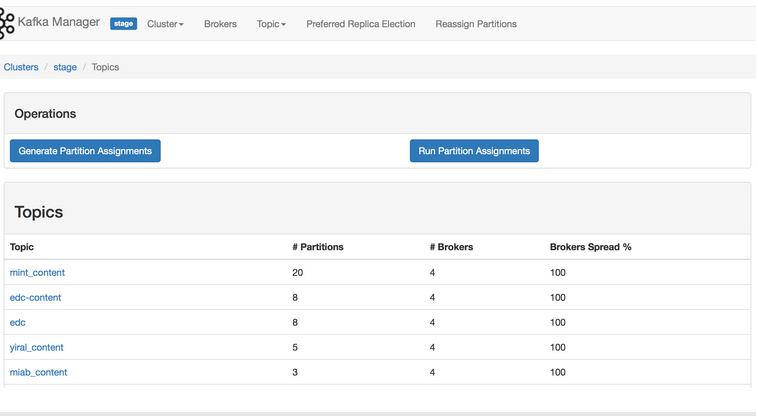 Kafka Manager stage Cluster Brokers Topic Preferred Replica Election Reassign Partitions
Clusters / stage / Topics
Operations
Generate Partition Assignments Run Partition Assignments
Topics
Topic # Partitions # Brokers Brokers Spread %
mint_content 20 4 100
edc-content 8 4 100
edc 8 4 100
yiral_content 5 4 100
miab_content 3 4 100